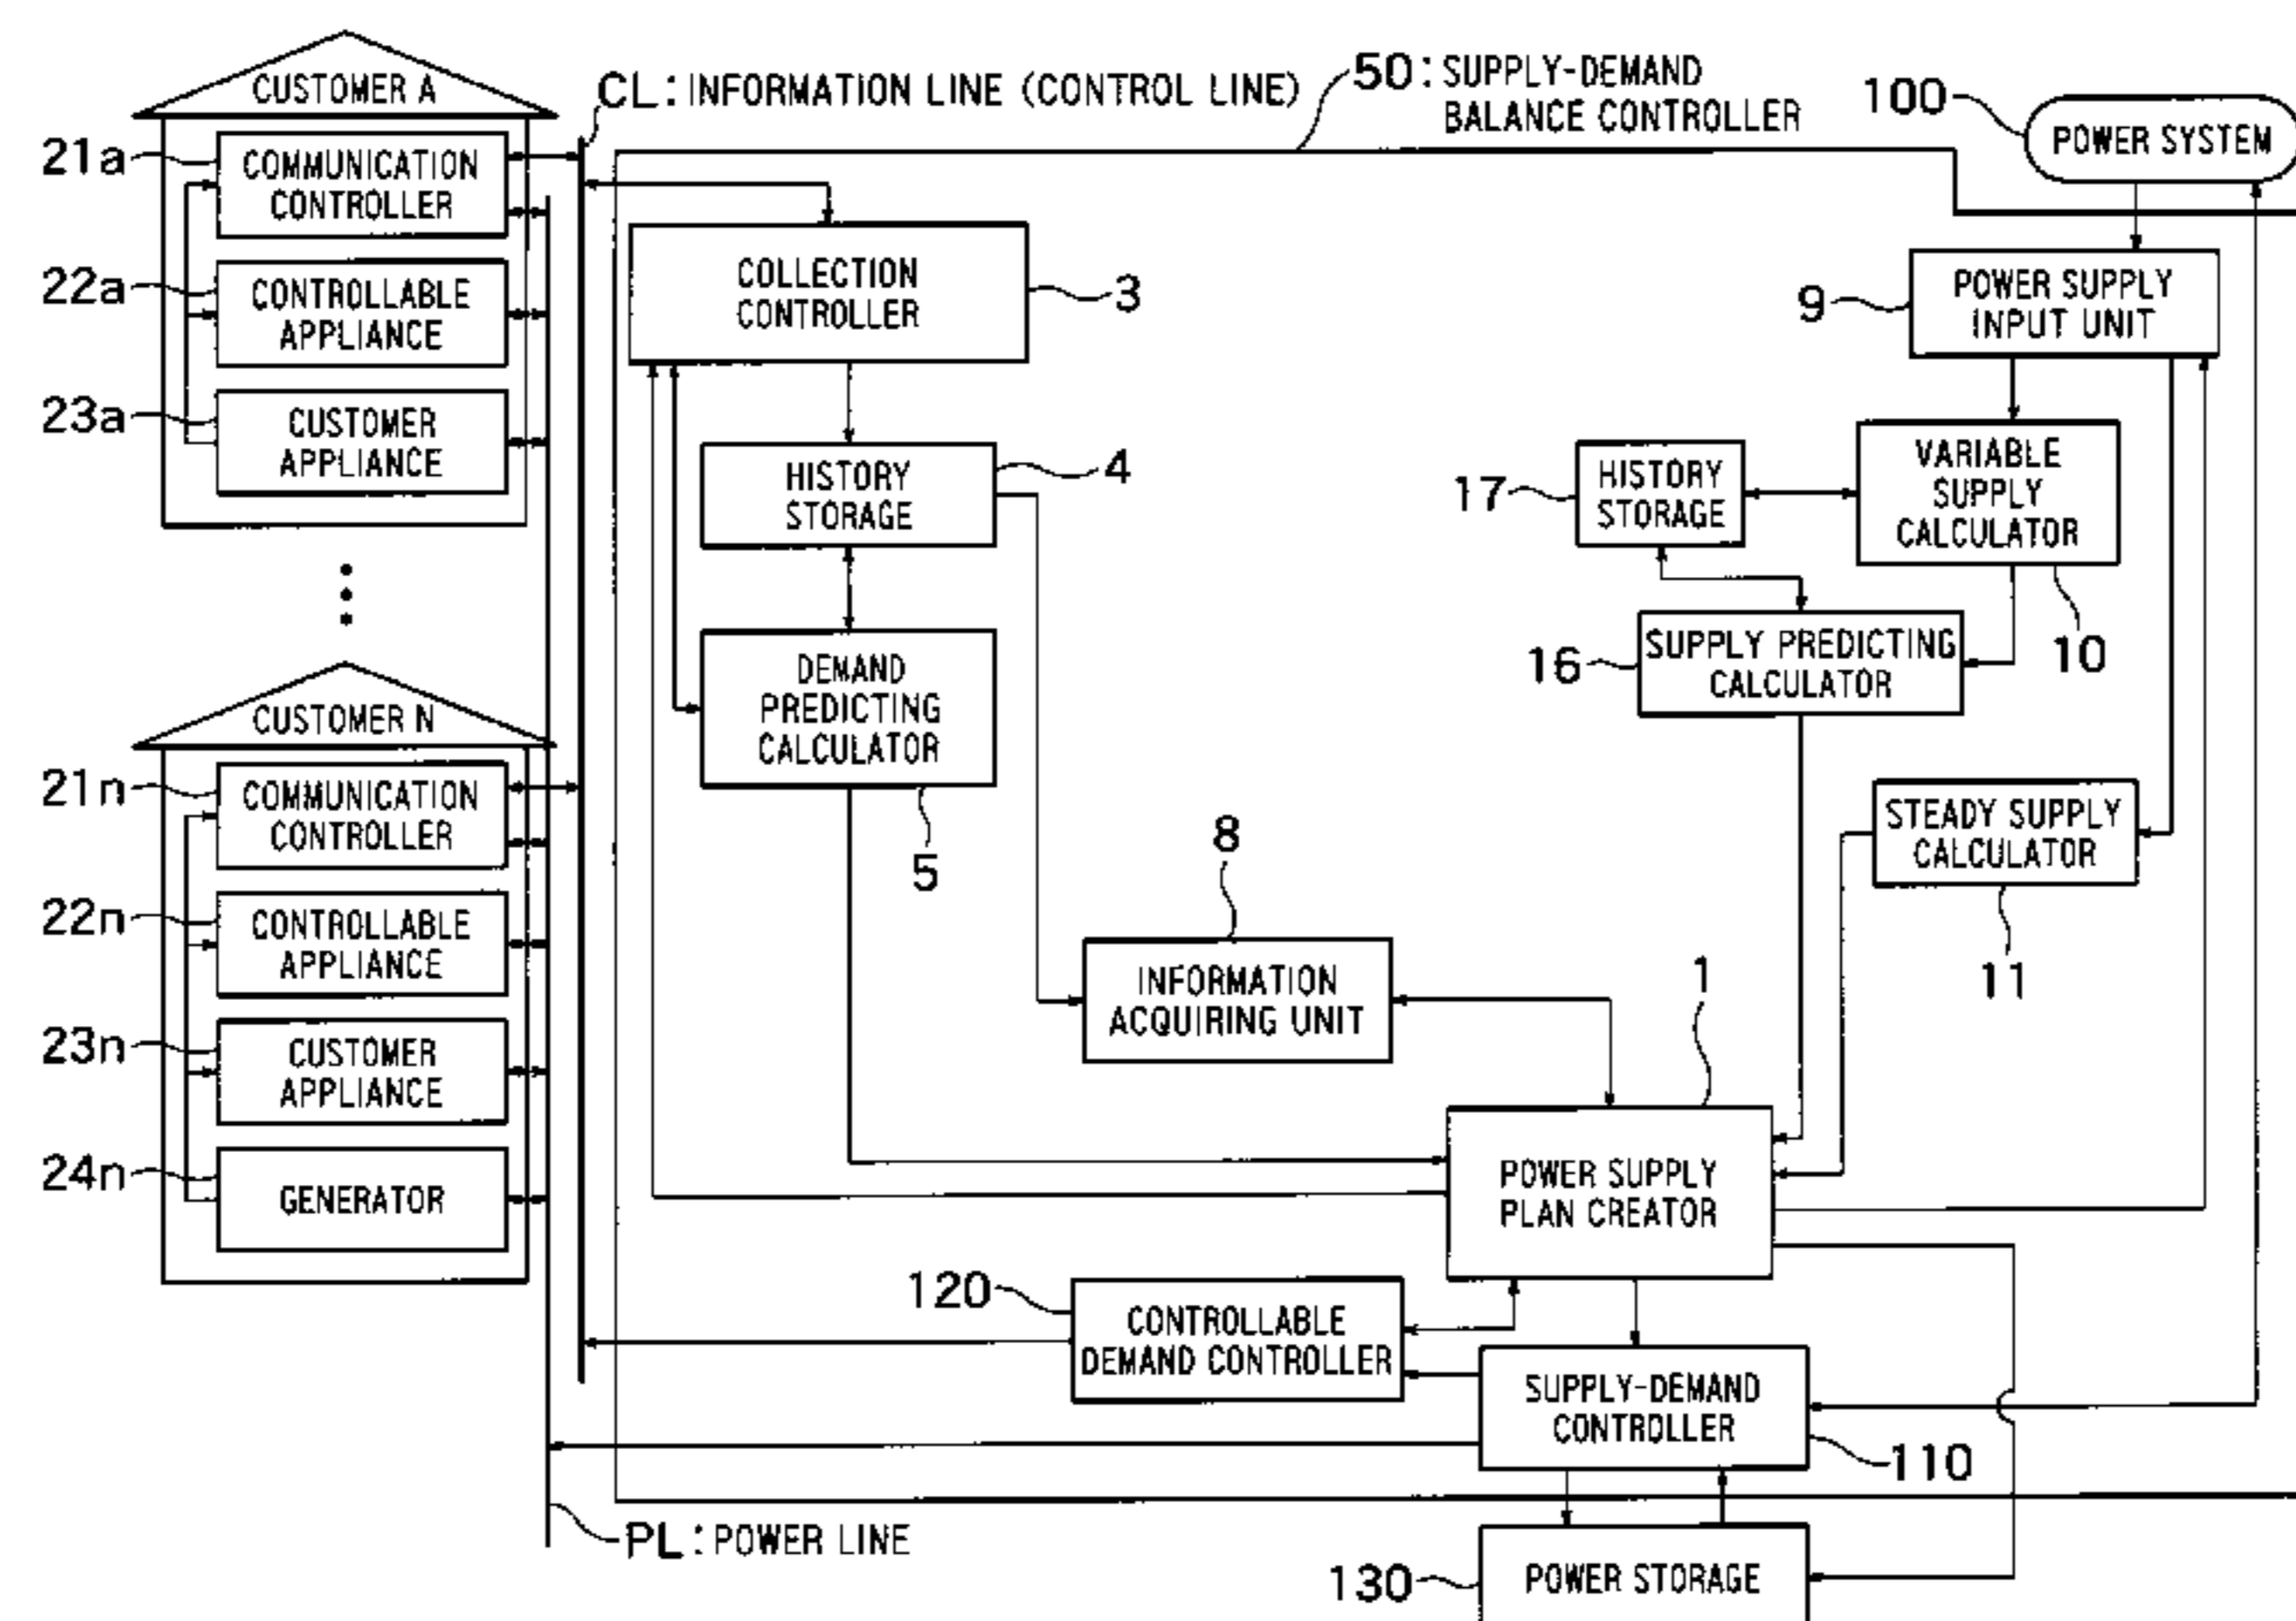 CUSTOMER A
21a
COMMUNICATION
CONTROLLER
22a
CONTROLLABLE
APPLIANCE
23a
CUSTOMER
APPLIANCE
CUSTOMER N
21n
COMMUNICATION
CONTROLLER
22n
CONTROLLABLE
APPLIANCE
23n
CUSTOMER
APPLIANCE
24n
GENERATOR
CL: INFORMATION LINE (CONTROL LINE)
50: SUPPLY-DEMAND
BALANCE CONTROLLER
100
POWER SYSTEM
COLLECTION
CONTROLLER
3
9
POWER SUPPLY
INPUT UNIT
HISTORY
STORAGE
4
17
HISTORY
STORAGE
VARIABLE
SUPPLY
CALCULATOR
10
DEMAND
PREDICTING
CALCULATOR
5
16
SUPPLY PREDICTING
CALCULATOR
STEADY SUPPLY
CALCULATOR
11
8
INFORMATION
ACQUIRING UNIT
1
POWER SUPPLY
PLAN CREATOR
120
CONTROLLABLE
DEMAND CONTROLLER
SUPPLY-DEMAND
CONTROLLER
110
PL: POWER LINE
130
POWER STORAGE